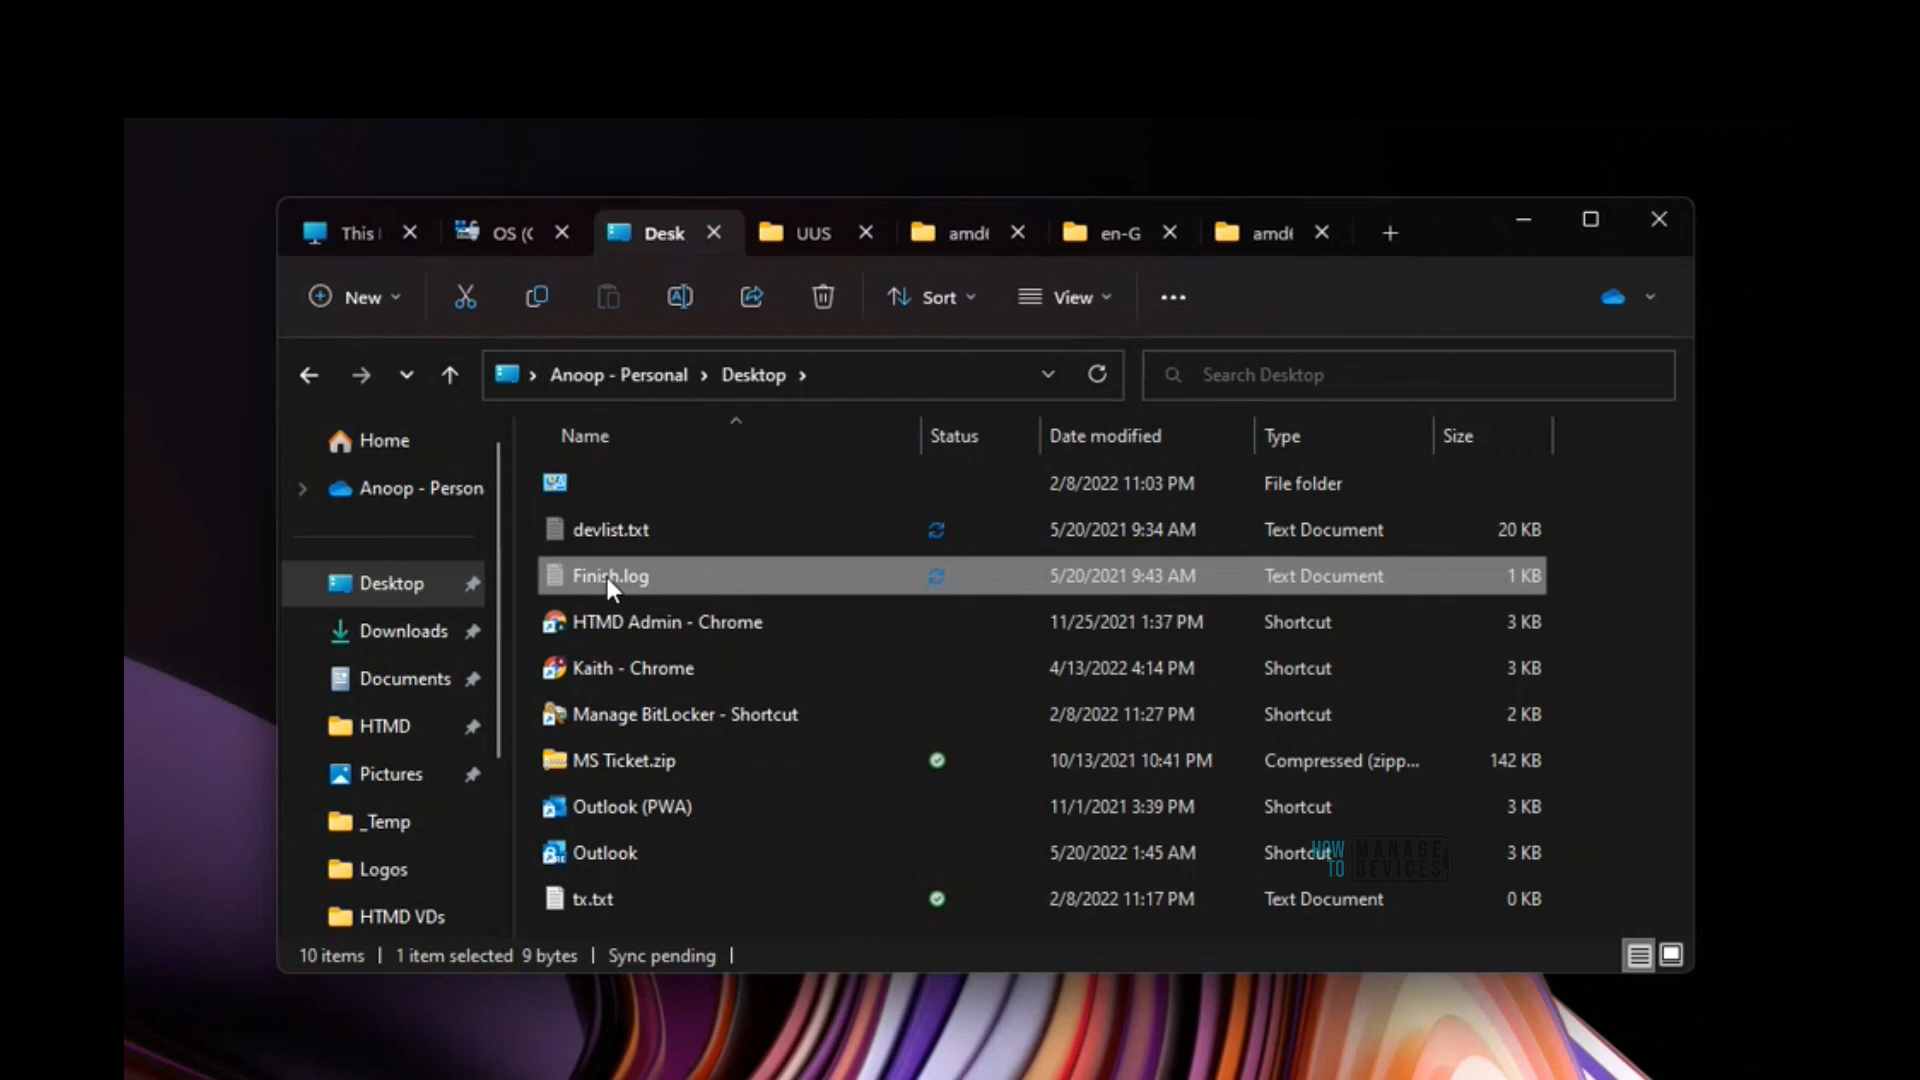 This
OS (C
Desk
UUS
amd6
en-G
amd6
New
Sort
View
Anoop - Personal
Desktop
Search Desktop
Home
Anoop - Person
Desktop
Downloads
Documents
HTMD
Pictures
_Temp
Logos
HTMD VDs
Name Status Date modified Type Size
2/8/2022 11:03 PM File folder
devlist.txt 5/20/2021 9:34 AM Text Document 20 KB
Finish.log 5/20/2021 9:43 AM Text Document 1 KB
HTMD Admin - Chrome 11/25/2021 1:37 PM Shortcut 3 KB
Kaith - Chrome 4/13/2022 4:14 PM Shortcut 3 KB
Manage BitLocker - Shortcut 2/8/2022 11:27 PM Shortcut 2 KB
MS Ticket.zip 10/13/2021 10:41 PM Compressed (zipp... 142 KB
Outlook (PWA) 11/1/2021 3:39 PM Shortcut 3 KB
Outlook 5/20/2022 1:45 AM Shortcut 3 KB
tx.txt 2/8/2022 11:17 PM Text Document 0 KB
HOW TO
MANAGE
DEVICES
10 items 1 item selected 9 bytes Sync pending